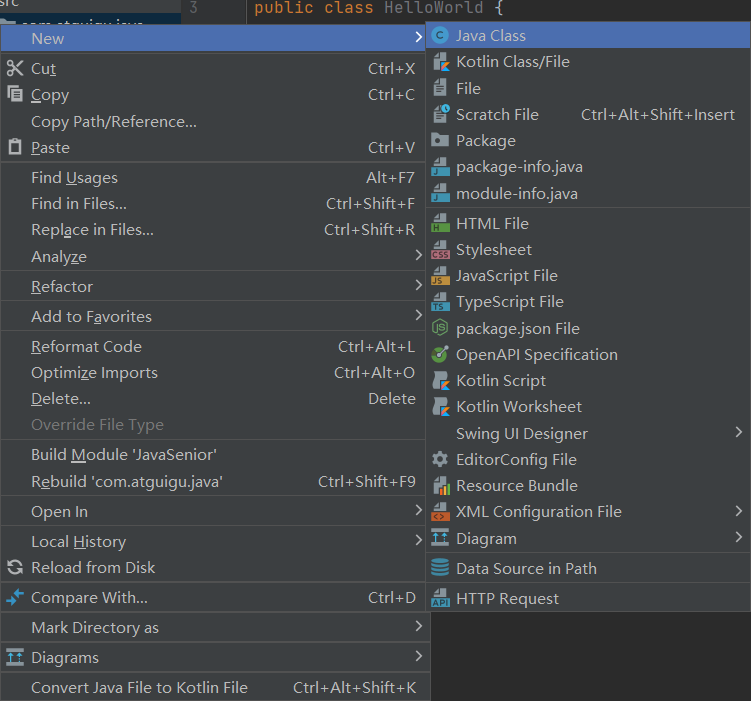 src
3 public class HelloWorld {
com.atguigu.java
New
Cut Ctrl+X
Copy Ctrl+C
Copy Path/Reference...
Paste Ctrl+V
Find Usages Alt+F7
Find in Files... Ctrl+Shift+F
Replace in Files... Ctrl+Shift+R
Analyze
Refactor
Add to Favorites
Reformat Code Ctrl+Alt+L
Optimize Imports Ctrl+Alt+O
Delete... Delete
Override File Type
Build Module 'JavaSenior'
Rebuild 'com.atguigu.java' Ctrl+Shift+F9
Open In
Local History
Reload from Disk
Compare With... Ctrl+D
Mark Directory as
Diagrams
Convert Java File to Kotlin File Ctrl+Alt+Shift+K
Java Class
Kotlin Class/File
File
Scratch File Ctrl+Alt+Shift+Insert
Package
package-info.java
module-info.java
HTML File
Stylesheet
JavaScript File
TypeScript File
package.json File
OpenAPI Specification
Kotlin Script
Kotlin Worksheet
Swing UI Designer
EditorConfig File
Resource Bundle
XML Configuration File
Diagram
Data Source in Path
HTTP Request